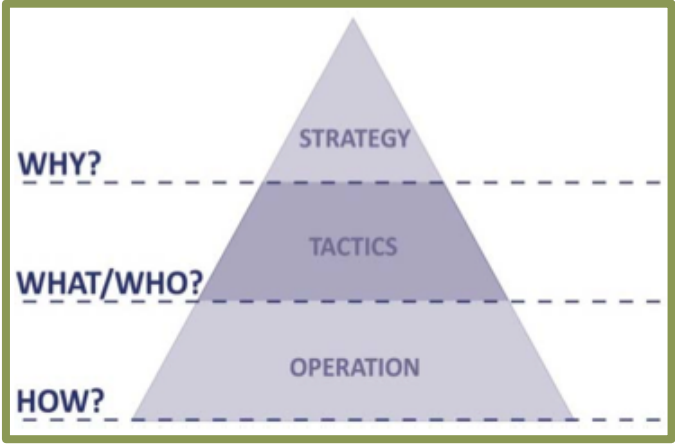 STRATEGY
WHY?
TACTICS
WHAT/WHO?
OPERATION
HOW?